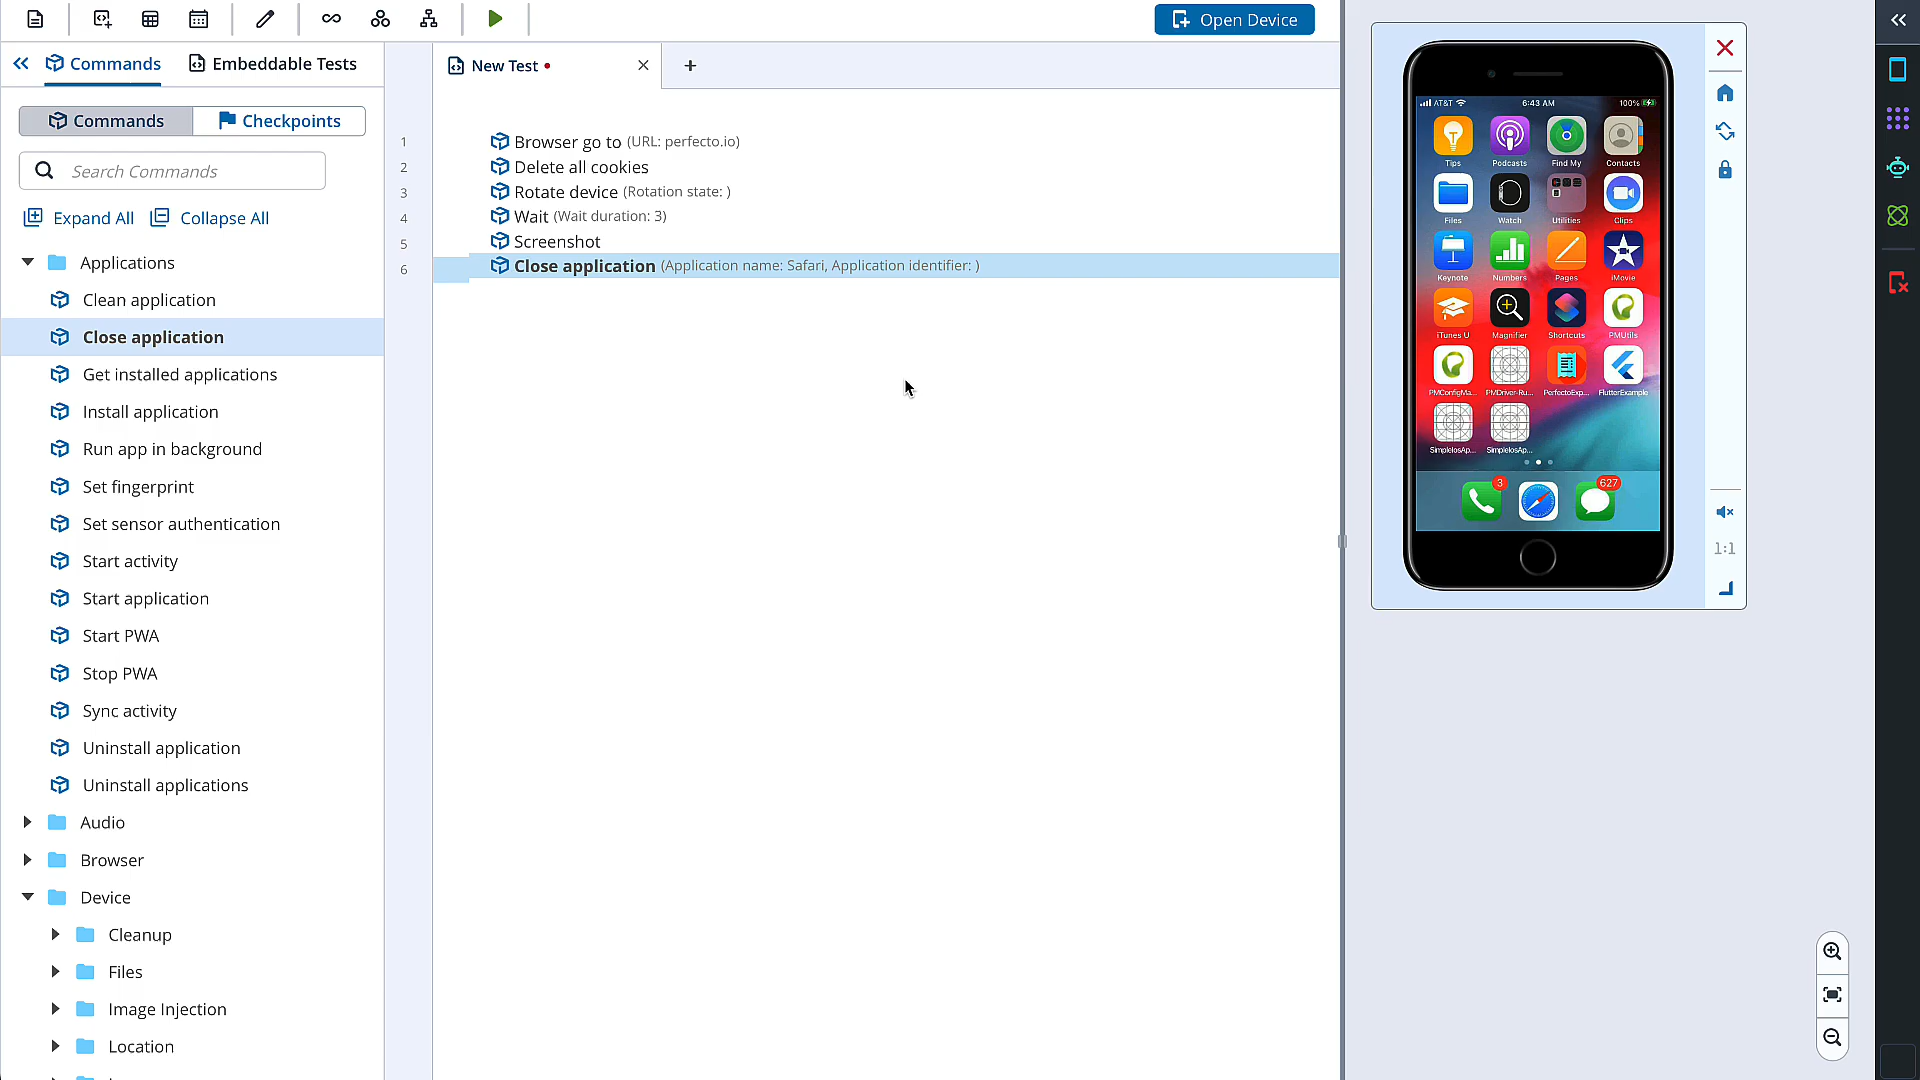 Open Device
Commands
Embeddable Tests
New Test
Commands
Checkpoints
Search Commands
Expand All
Collapse All
Applications
Clean application
Close application
Get installed applications
Install application
Run app in background
Set fingerprint
Set sensor authentication
Start activity
Start application
Start PWA
Stop PWA
Sync activity
Uninstall application
Uninstall applications
Audio
Browser
Device
Cleanup
Files
Image Injection
Location
1 Browser go to (URL: perfecto.io)
2 Delete all cookies
3 Rotate device (Rotation state: )
4 Wait (Wait duration: 3)
5 Screenshot
6 Close application (Application name: Safari, Application identifier: )
AT&T 6:43 AM 100%
Tips Podcasts Find My Contacts
Files Watch Utilities Clips
Keynote Numbers Pages iMovie
iTunes U Magnifier Shortcuts PMUtils
PMConfigMa... PMDriver-Ru... PerfectoExp... FlutterExample
SimpleIosAp... SimpleIosAp...
3 627
1:1